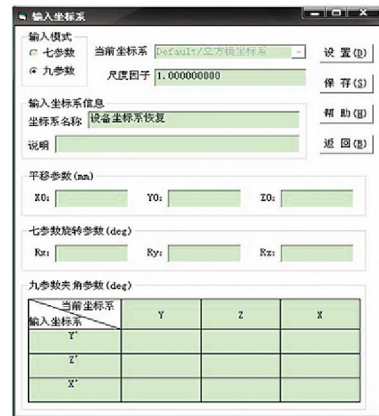 输入坐标系
输入模式
七参数
九参数
当前坐标系 Default/立方镜坐标系
尺度因子 1.000000000
设 置(D)
保 存(S)
帮 助(H)
返 回(B)
输入坐标系信息
坐标系名称 设备坐标系恢复
说明
平移参数(mm)
X0: Y0: Z0:
七参数旋转参数(deg)
Rx: Ry: Rz:
九参数夹角参数(deg)
当前坐标系
输入坐标系
Y Z X
Y'
Z'
X'